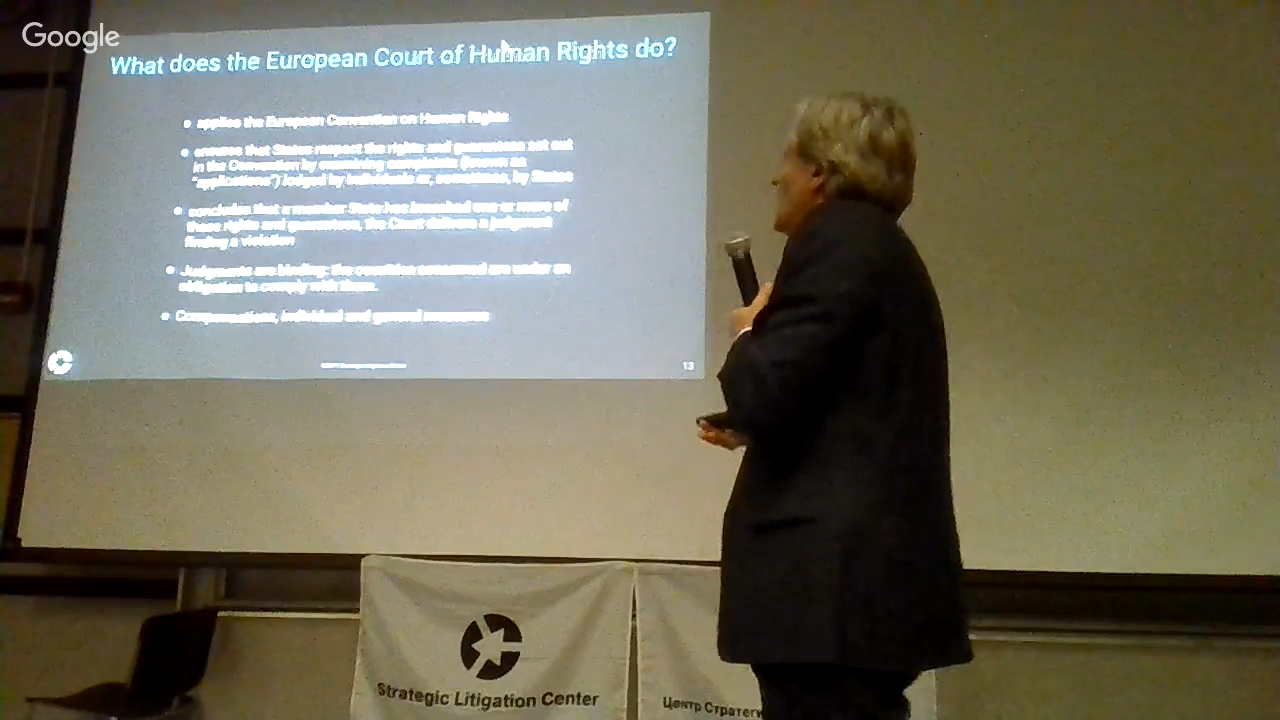 Google
What does the European Court of Human Rights do?
applies the European Convention on Human Rights
ensures that States respect the rights and guarantees set out
in the Convention by examining complaints (known as
"applications") lodged by individuals or, sometimes, by States
concludes that a member State has breached one or more of
these rights and guarantees, the Court delivers a judgment
finding a violation
Judgments are binding: the countries concerned are under an
obligation to comply with them.
Compensations, individual and general measures
13
Strategic Litigation Center
Центр Стратеги